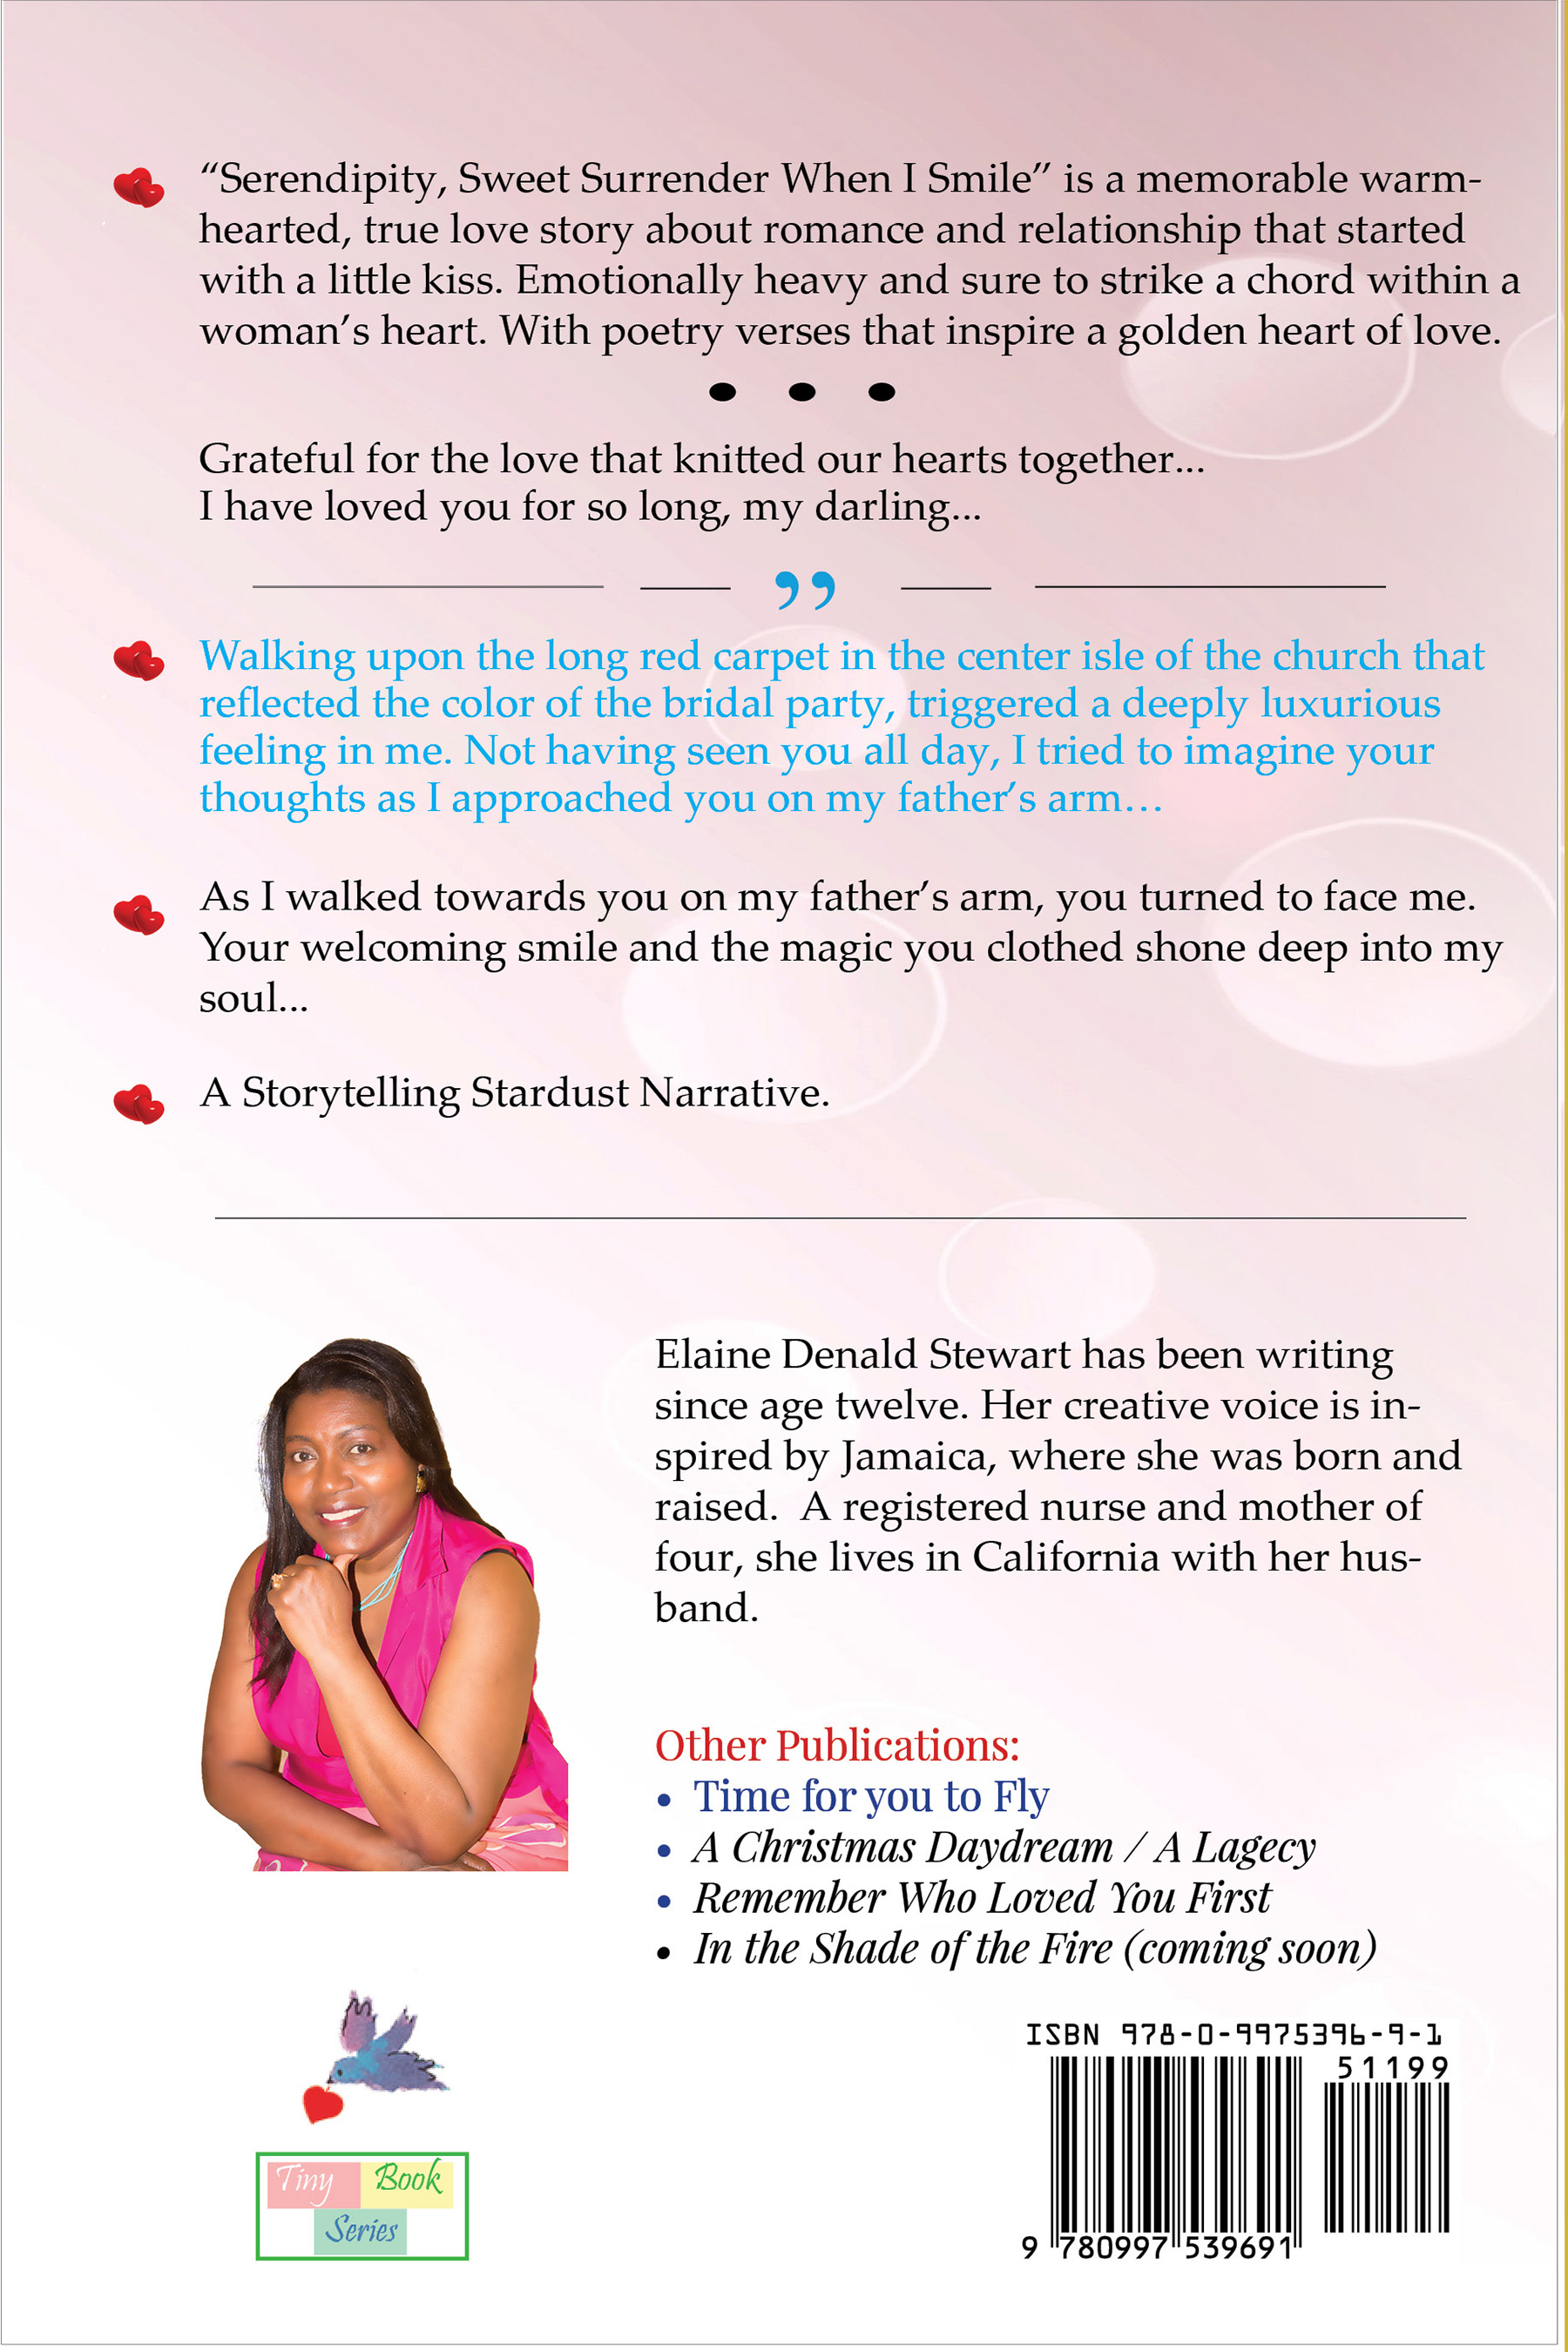 “Serendipity, Sweet Surrender When I Smile” is a memorable warm-
hearted, true love story about romance and relationship that started
with a little kiss. Emotionally heavy and sure to strike a chord within a
woman’s heart. With poetry verses that inspire a golden heart of love.
• • •
Grateful for the love that knitted our hearts together...
I have loved you for so long, my darling...
”
Walking upon the long red carpet in the center isle of the church that
reflected the color of the bridal party, triggered a deeply luxurious
feeling in me. Not having seen you all day, I tried to imagine your
thoughts as I approached you on my father’s arm…
As I walked towards you on my father’s arm, you turned to face me.
Your welcoming smile and the magic you clothed shone deep into my
soul...
A Storytelling Stardust Narrative.
Elaine Denald Stewart has been writing
since age twelve. Her creative voice is in-
spired by Jamaica, where she was born and
raised.  A registered nurse and mother of
four, she lives in California with her hus-
band.
Other Publications:
• Time for you to Fly
• A Christmas Daydream / A Lagecy
• Remember Who Loved You First
• In the Shade of the Fire (coming soon)
ISBN 978-0-9975396-9-1
51199
9 780997 539691
Tiny Book
Series